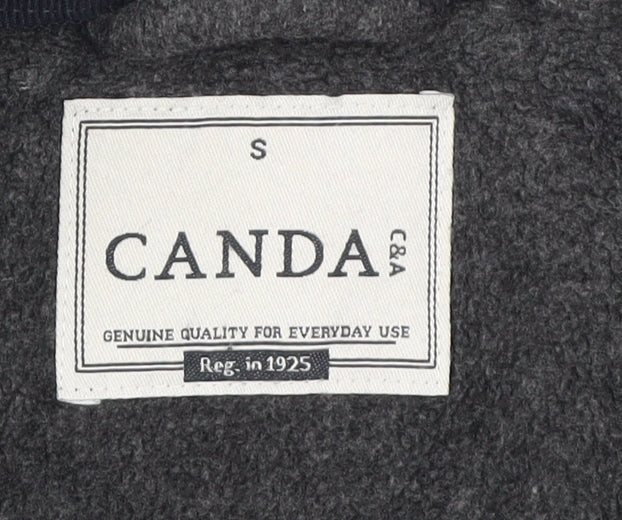 S
CANDA C&A
GENUINE QUALITY FOR EVERYDAY USE
Reg. in 1925